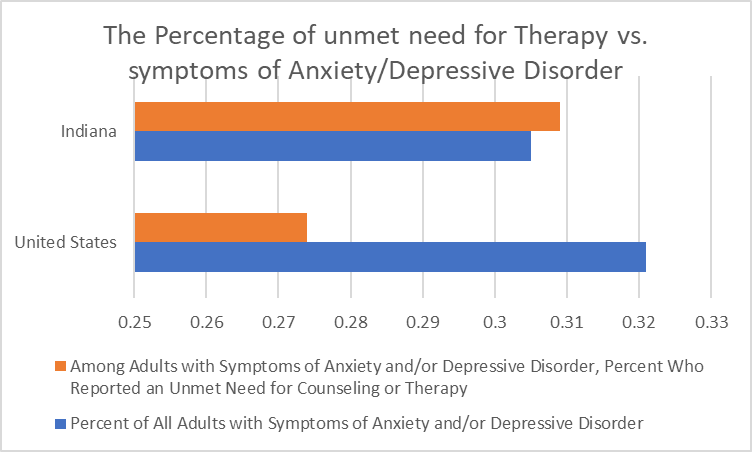 The Percentage of unmet need for Therapy vs.
symptoms of Anxiety/Depressive Disorder
Indiana
United States
0.25 0.26 0.27 0.28 0.29 0.3 0.31 0.32 0.33
Among Adults with Symptoms of Anxiety and/or Depressive Disorder, Percent Who
Reported an Unmet Need for Counseling or Therapy
Percent of All Adults with Symptoms of Anxiety and/or Depressive Disorder